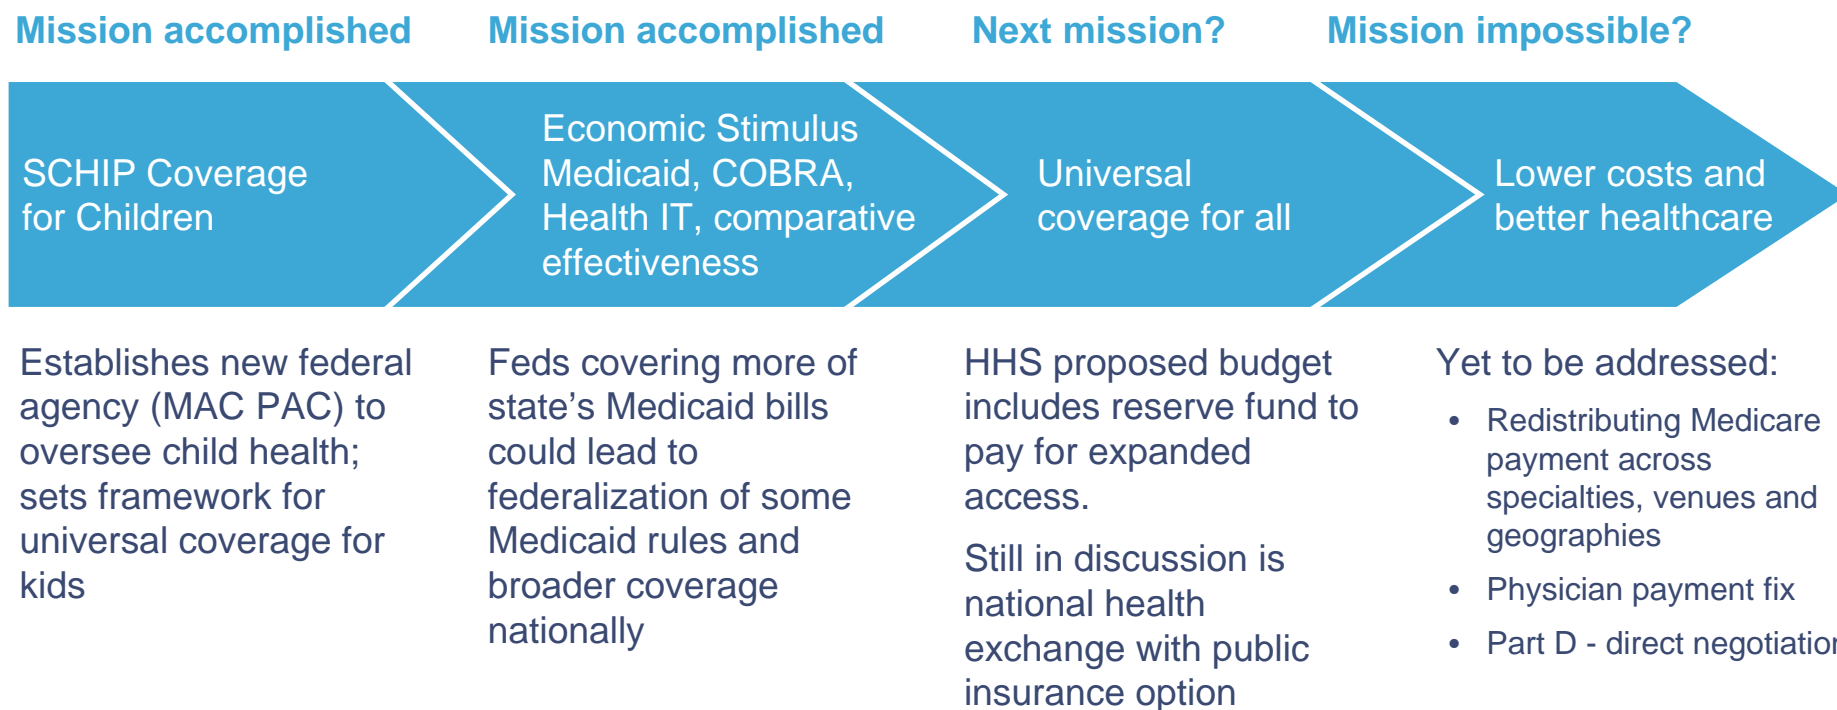 Mission accomplished
SCHIP Coverage
for Children
Establishes new federal
agency (MAC PAC) to
oversee child health;
sets framework for
universal coverage for
kids
Mission accomplished
Economic Stimulus
Medicaid, COBRA,
Health IT, comparative
effectiveness
Feds covering more of
state’s Medicaid bills
could lead to
federalization of some
Medicaid rules and
broader coverage
nationally
Next mission?
Universal
coverage for all
HHS proposed budget
includes reserve fund to
pay for expanded
access.
Still in discussion is
national health
exchange with public
insurance option
Mission impossible?
Lower costs and
better healthcare
Yet to be addressed:
• Redistributing Medicare
payment across
specialties, venues and
geographies
• Physician payment fix
• Part D - direct negotiation